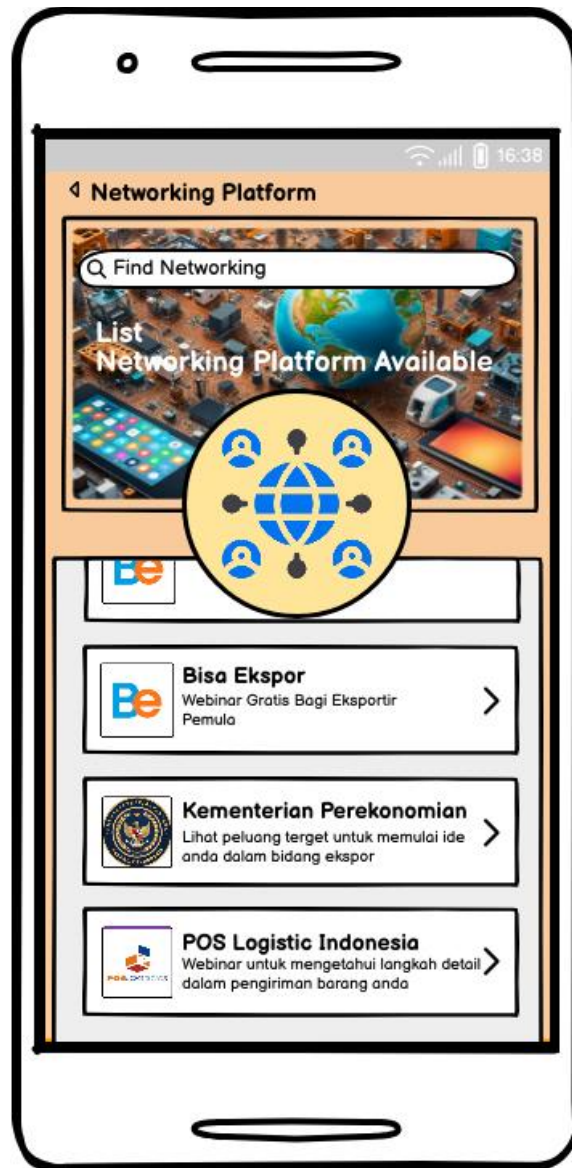 16:38
Networking Platform
Find Networking
List
Networking Platform Available
Be
Be
Bisa Ekspor
Webinar Gratis Bagi Eksportir
Pemula
Kementerian Perekonomian
Lihat peluang terget untuk memulai ide
anda dalam bidang ekspor
POS Logistic Indonesia
Webinar untuk mengetahui langkah detail
dalam pengiriman barang anda